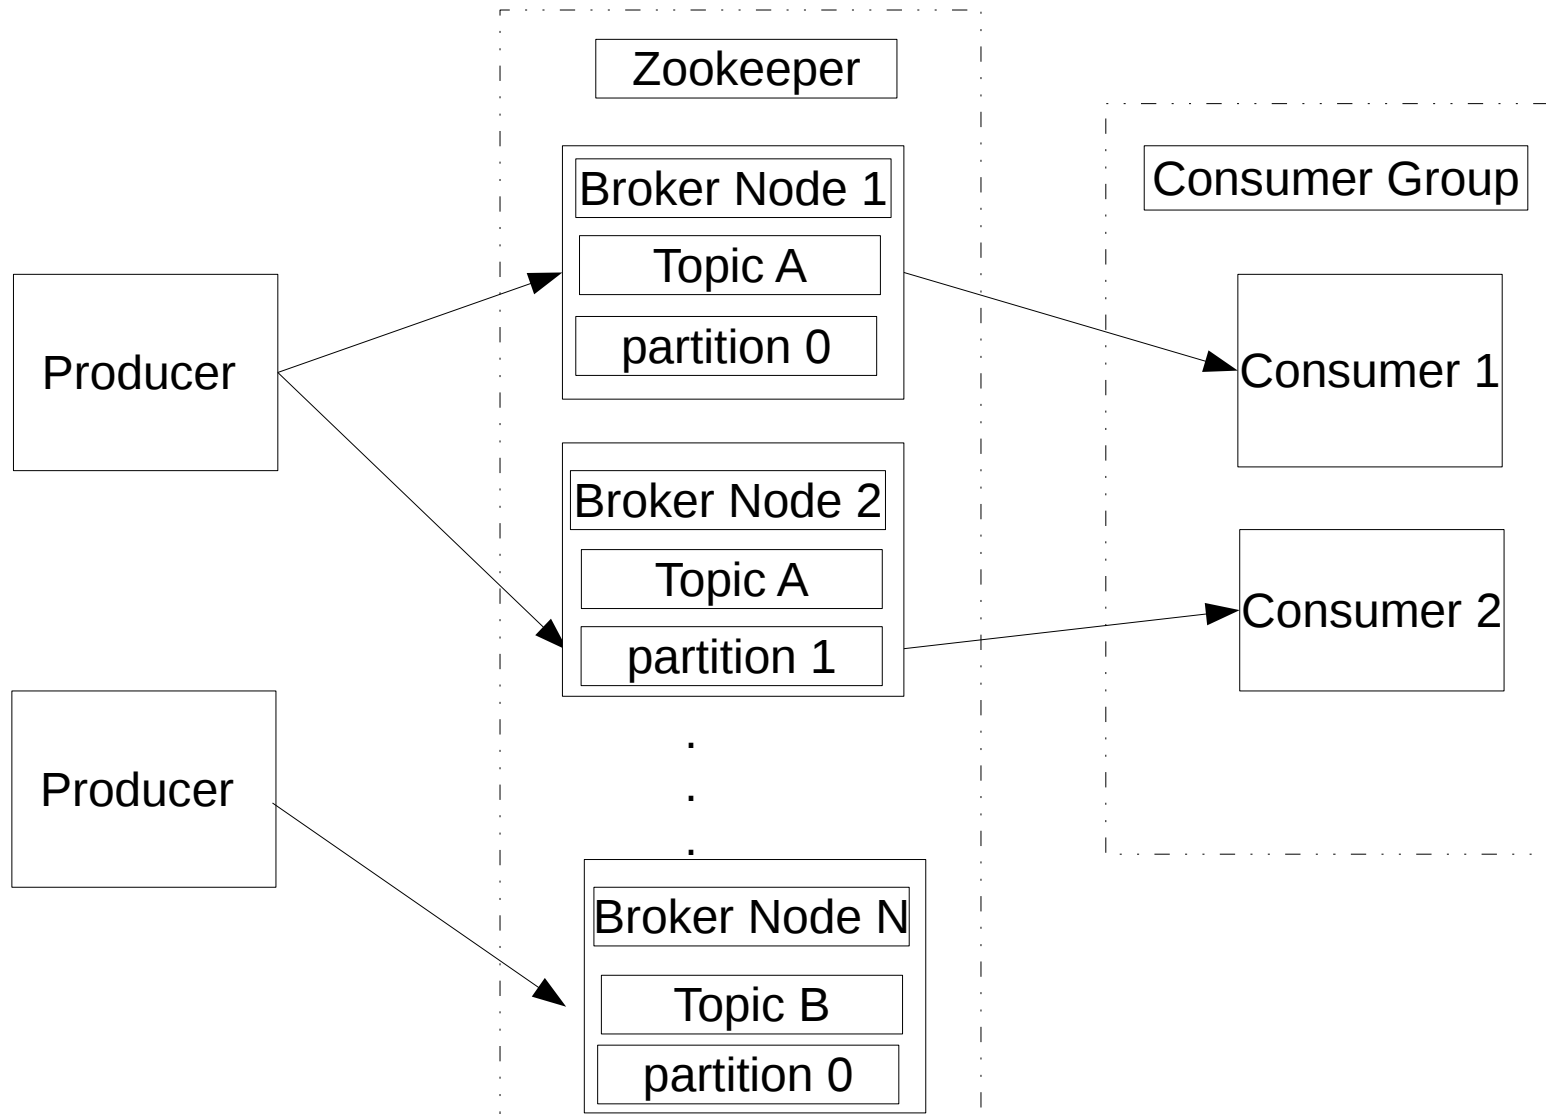 Zookeeper
Consumer Group
Broker Node 1
Topic A
partition 0
Producer
Consumer 1
Broker Node 2
Topic A
partition 1
Consumer 2
Producer
.
.
.
Broker Node N
Topic B
partition 0